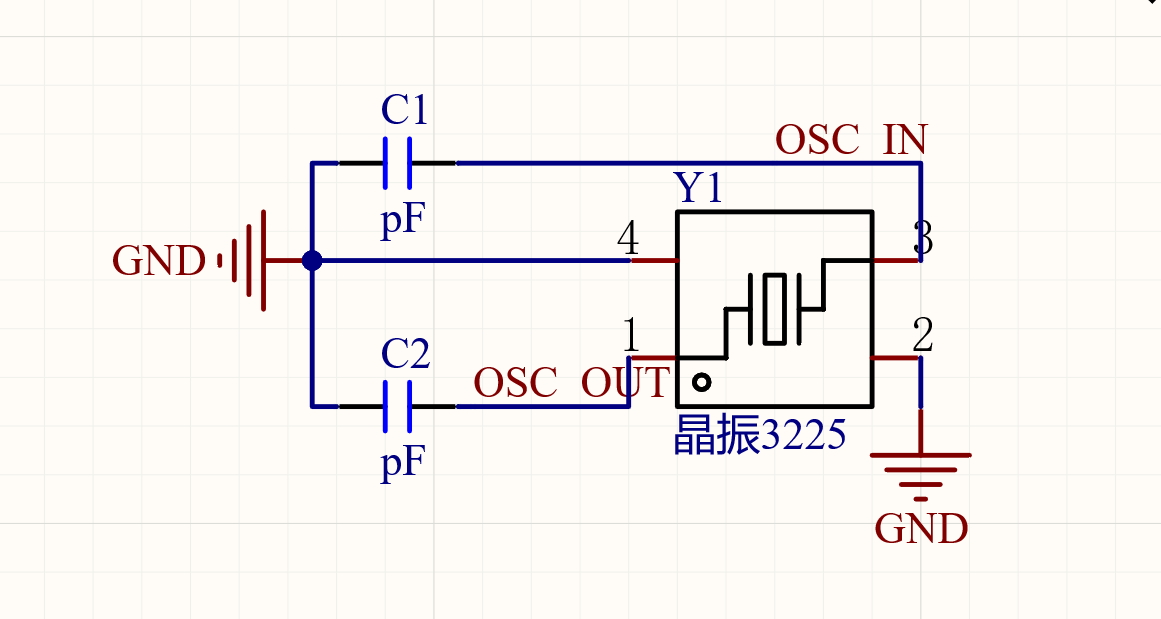 C1
OSC IN
pF
Y1
4
3
GND
1
2
C2
OSC OUT
pF
晶振3225
GND